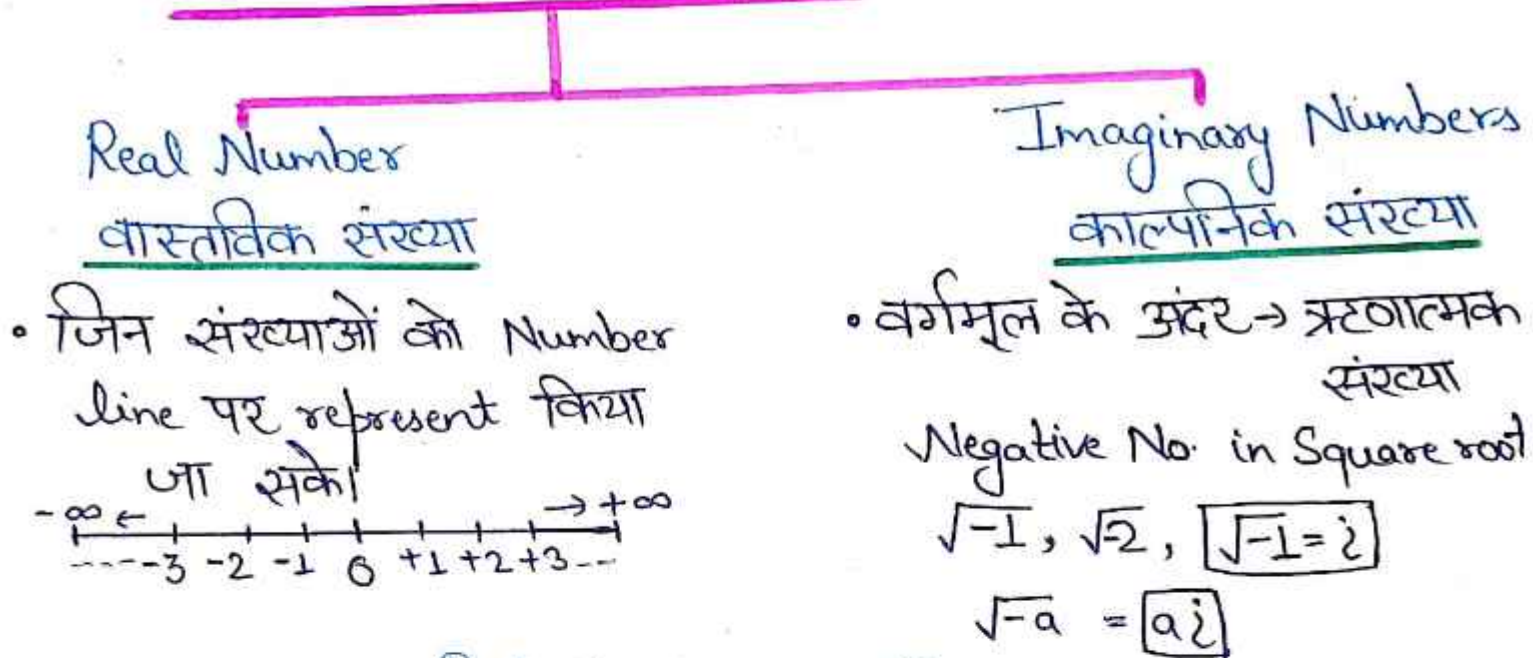 Real Number
वास्तविक संख्या
• जिन संख्याओं को Number
line पर represent किया
जा सके।
-∞ ← → +∞
-----3 -2 -1 0 +1 +2 +3---
Imaginary Numbers
काल्पनिक संख्या
• वर्गमूल के अंदर → ऋणात्मक
संख्या
Negative No. in Square root
√-1, √-2, √-1 = i
√-a = ai